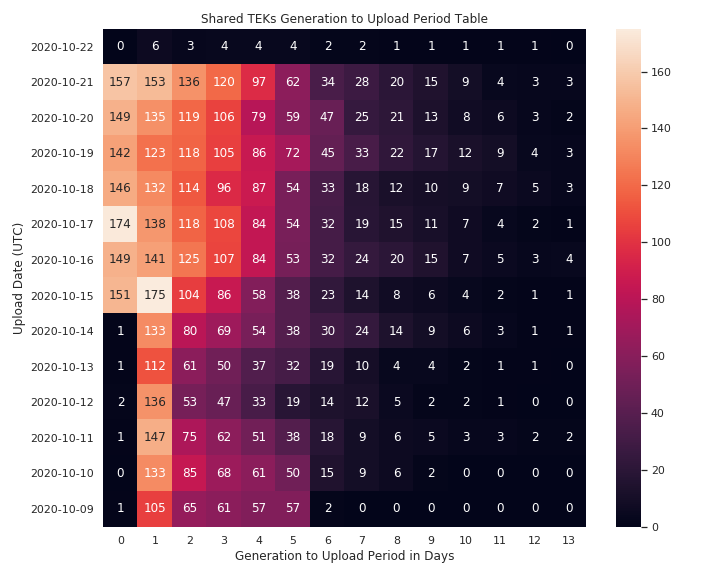 Shared TEKs Generation to Upload Period Table
Upload Date (UTC)
2020-10-22 0 6 3 4 4 4 2 2 1 1 1 1 1 0
2020-10-21 157 153 136 120 97 62 34 28 20 15 9 4 3 3
2020-10-20 149 135 119 106 79 59 47 25 21 13 8 6 3 2
2020-10-19 142 123 118 105 86 72 45 33 22 17 12 9 4 3
2020-10-18 146 132 114 96 87 54 33 18 12 10 9 7 5 3
2020-10-17 174 138 118 108 84 54 32 19 15 11 7 4 2 1
2020-10-16 149 141 125 107 84 53 32 24 20 15 7 5 3 4
2020-10-15 151 175 104 86 58 38 23 14 8 6 4 2 1 1
2020-10-14 1 133 80 69 54 38 30 24 14 9 6 3 1 1
2020-10-13 1 112 61 50 37 32 19 10 4 4 2 1 1 0
2020-10-12 2 136 53 47 33 19 14 12 5 2 2 1 0 0
2020-10-11 1 147 75 62 51 38 18 9 6 5 3 3 2 2
2020-10-10 0 133 85 68 61 50 15 9 6 2 0 0 0 0
2020-10-09 1 105 65 61 57 57 2 0 0 0 0 0 0 0
0 1 2 3 4 5 6 7 8 9 10 11 12 13
Generation to Upload Period in Days
160
140
120
100
80
60
40
20
0